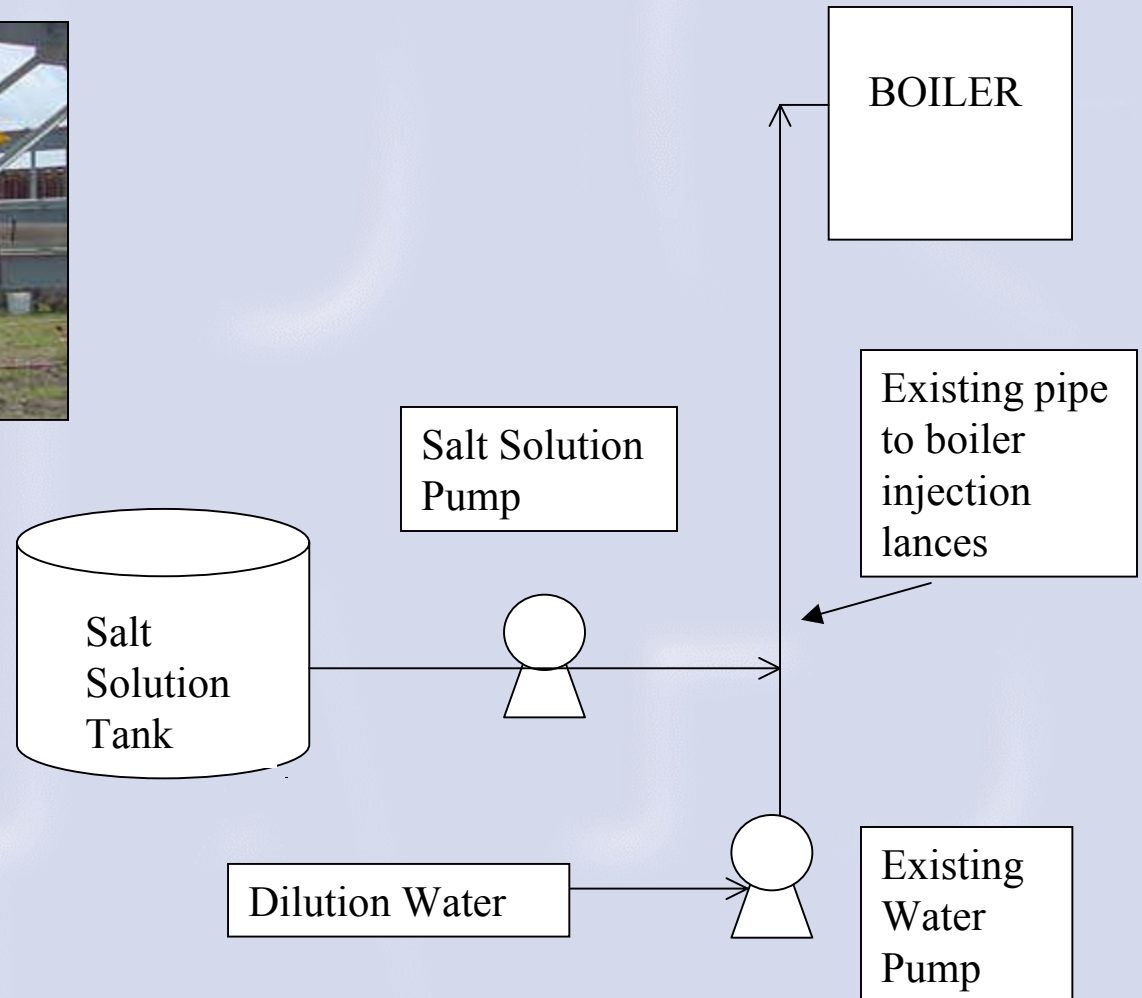 BOILER
Existing pipe
to boiler
injection
lances
Salt Solution
Pump
Salt
Solution
Tank
Dilution Water
Existing
Water
Pump